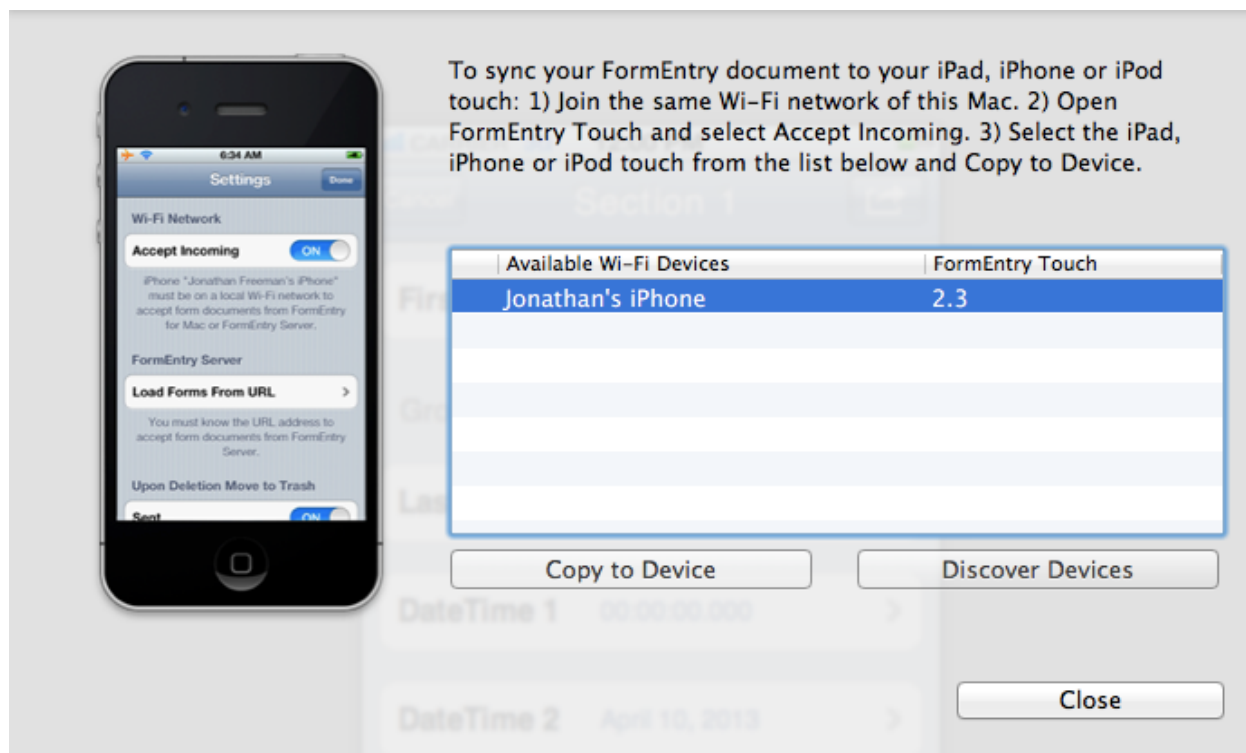 To sync your FormEntry document to your iPad, iPhone or iPod
touch: 1) Join the same Wi-Fi network of this Mac. 2) Open
FormEntry Touch and select Accept Incoming. 3) Select the iPad,
iPhone or iPod touch from the list below and Copy to Device.
6:34 AM
Settings
Done
Wi-Fi Network
Accept Incoming
ON
iPhone "Jonathan Freeman's iPhone"
must be on a local Wi-Fi network to
accept form documents from FormEntry
for Mac or FormEntry Server.
FormEntry Server
Load Forms From URL
You must know the URL address to
accept form documents from FormEntry
Server.
Upon Deletion Move to Trash
Sent
ON
Available Wi-Fi Devices
FormEntry Touch
Jonathan's iPhone
2.3
Copy to Device
Discover Devices
Section 1
DateTime 1
00:00:00.000
DateTime 2
April 10, 2013
Close